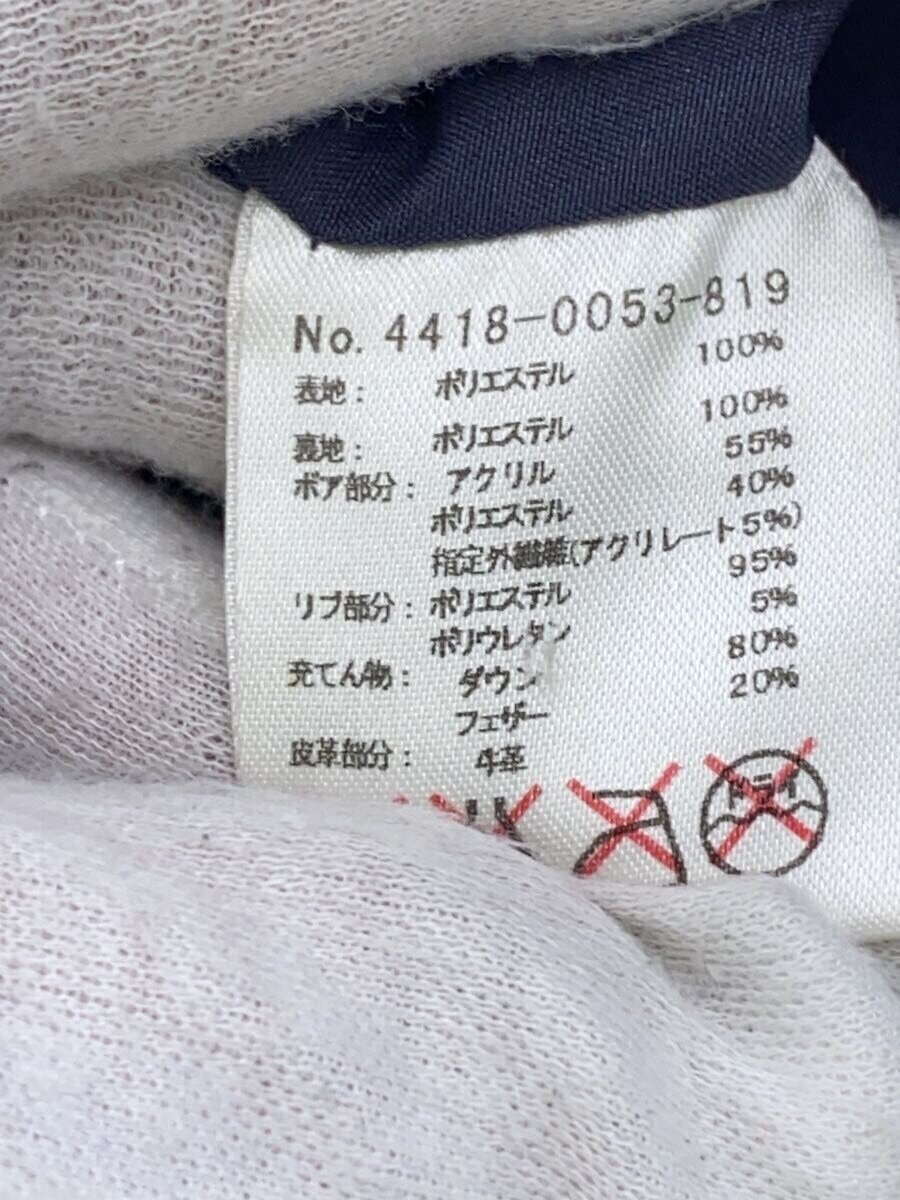 No. 4418-0053-819
表地: ポリエステル 100%
裏地: ポリエステル 100%
ボア部分: アクリル 55%
ポリエステル 40%
指定外繊維(アクリレート5%)
リブ部分: ポリエステル 95%
ポリウレタン 5%
充てん物: ダウン 80%
フェザー 20%
皮革部分: 牛革
ドライ